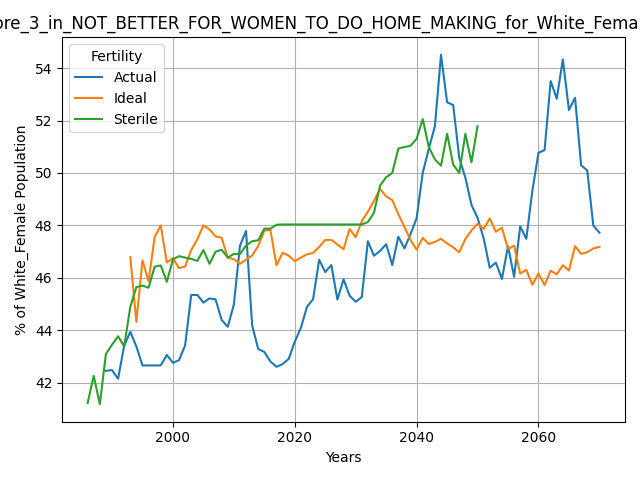 ore_3_in_NOT_BETTER_FOR_WOMEN_TO_DO_HOME_MAKING_for_White_Fema
Fertility
Actual
Ideal
Sterile
% of White_Female Population
54
52
50
48
46
44
42
2000
2020
2040
2060
Years